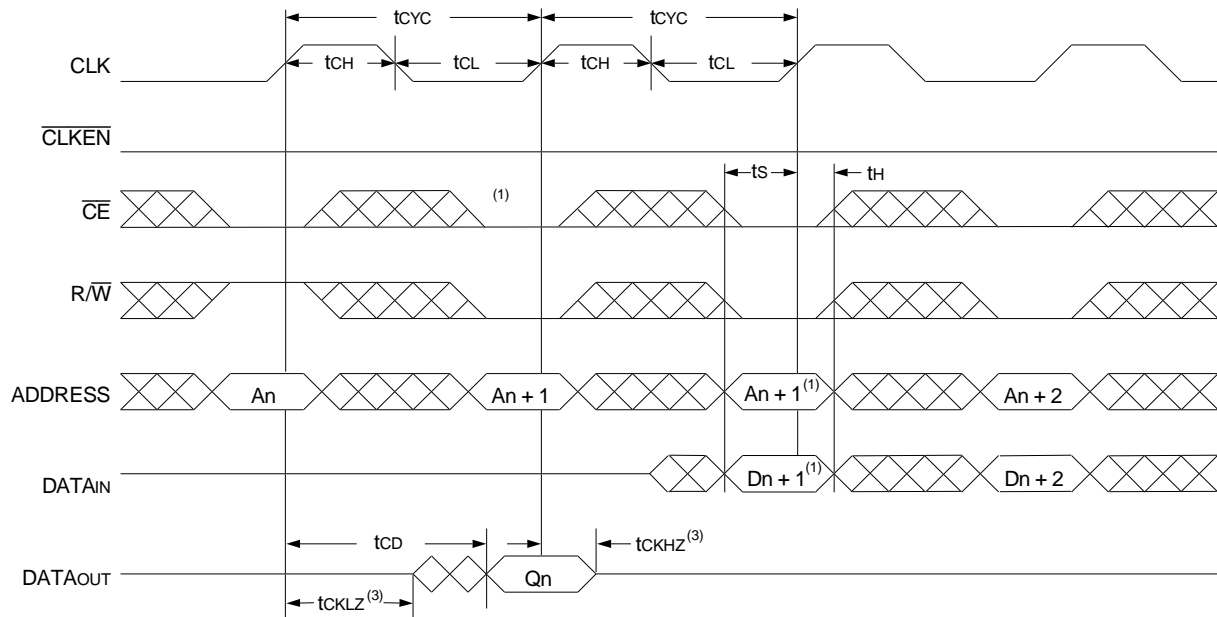 tCYC tCYC
CLK tCH tCL tCH tCL
CLKEN
tS tH
CE (1)
R/W
ADDRESS An An + 1 An + 1(1) An + 2
DATAIN Dn + 1(1) Dn + 2
tCD tCKHZ(3)
DATAOUT Qn
tCKLZ(3)